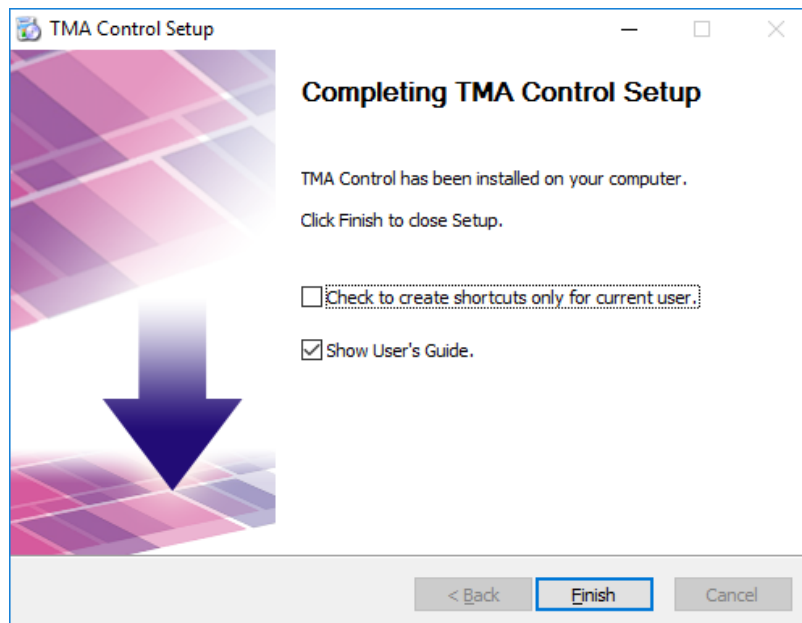 TMA Control Setup
Completing TMA Control Setup
TMA Control has been installed on your computer.
Click Finish to close Setup.
Check to create shortcuts only for current user.
Show User's Guide.
< Back
Finish
Cancel